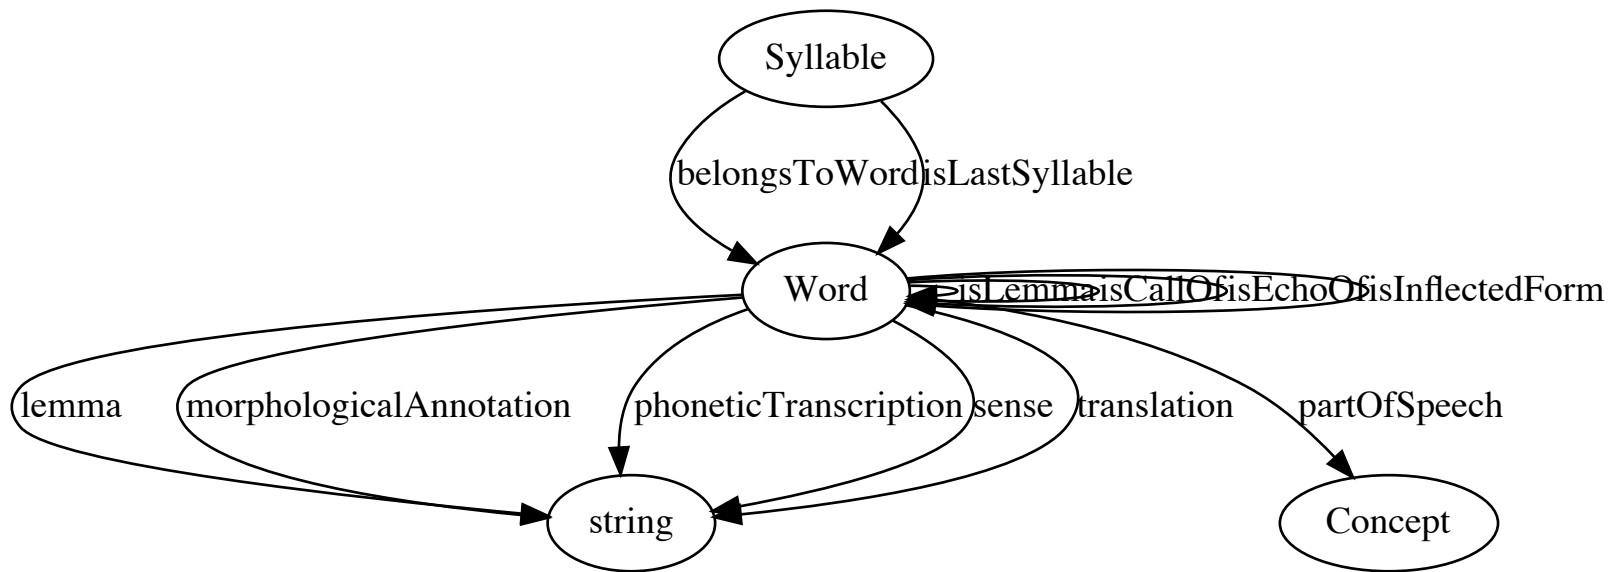 Syllable
belongsToWord isLastSyllable
Word isLemma isCallOf isEchoOf isInflectedForm
lemma morphologicalAnnotation phoneticTranscription sense translation partOfSpeech
string Concept